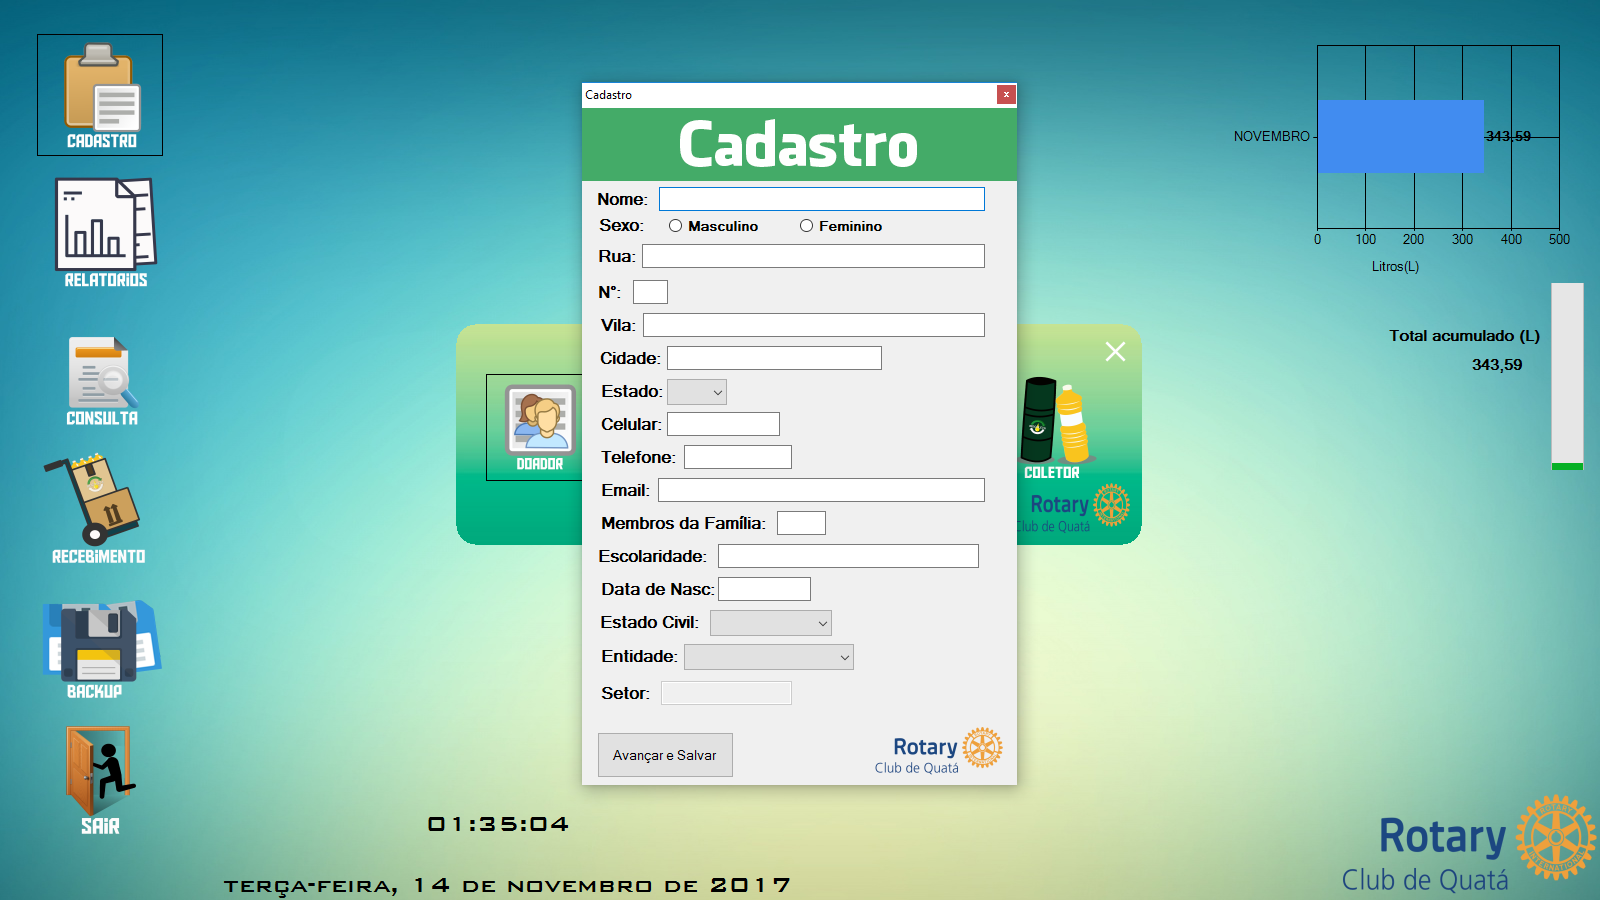 CADASTRO
RELATORIOS
CONSULTA
RECEBIMENTO
BACKUP
SAIR
DOADOR
Cadastro
x
Cadastro
Nome:
Sexo: Masculino Feminino
Rua:
N°:
Vila:
Cidade:
Estado:
Celular:
Telefone:
Email:
Membros da Família:
Escolaridade:
Data de Nasc:
Estado Civil:
Entidade:
Setor:
Avançar e Salvar
Rotary
Club de Quatá
COLETOR
Rotary
Club de Quatá
NOVEMBRO
343,59
0 100 200 300 400 500
Litros(L)
Total acumulado (L)
343,59
01:35:04
TERÇA-FEIRA, 14 DE NOVEMBRO DE 2017
Rotary
Club de Quatá
ROTARY
INTERNATIONAL